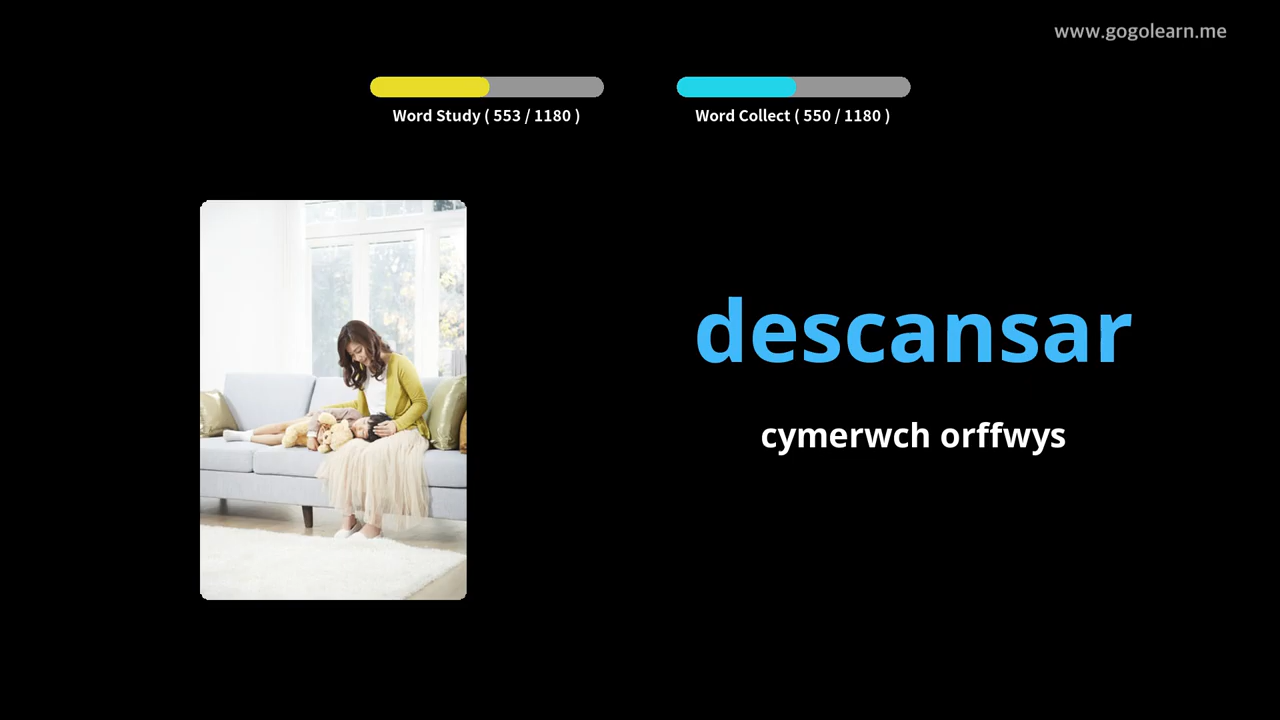 www.gogolearn.me
Word Study ( 553 / 1180 )
Word Collect ( 550 / 1180 )
descansar
cymerwch orffwys